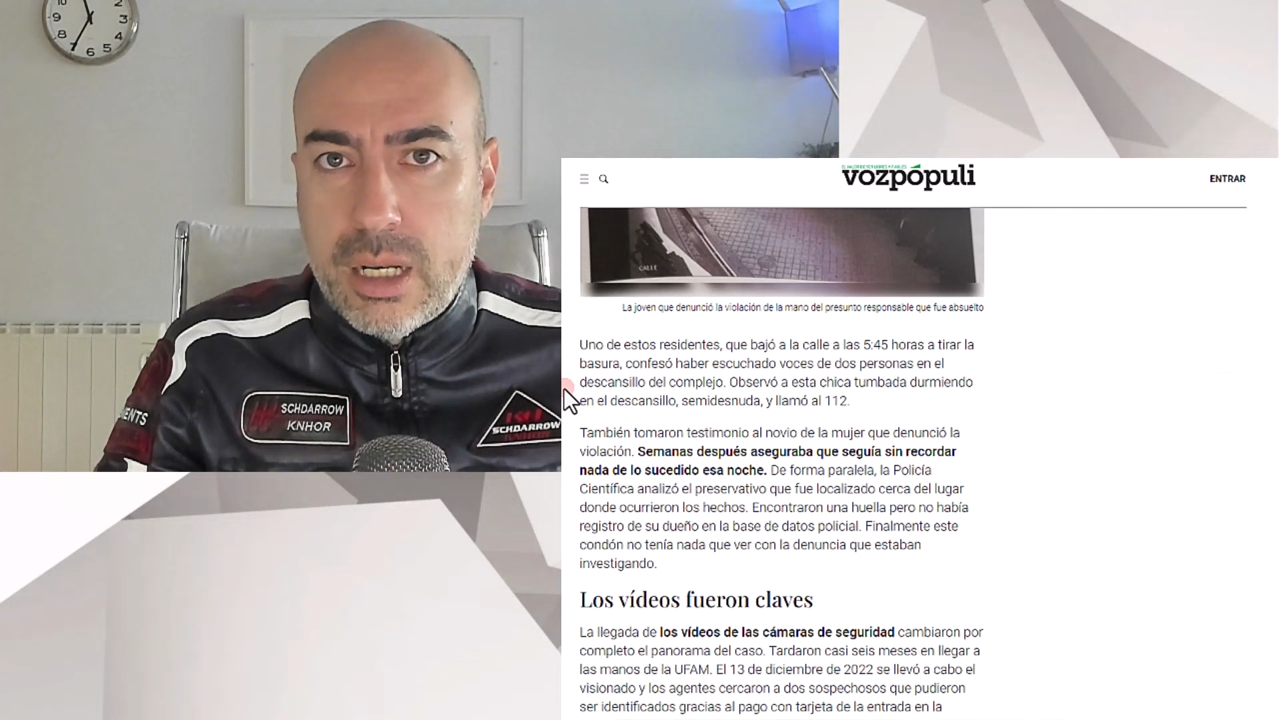 10
2
9
3
8
4
7
6
5
vozpópuli
ENTRAR
CALLE
La joven que denunció la violación de la mano del presunto responsable que fue absuelto
Uno de estos residentes, que bajó a la calle a las 5:45 horas a tirar la
basura, confesó haber escuchado voces de dos personas en el
descansillo del complejo. Observó a esta chica tumbada durmiendo
en el descansillo, semidesnuda, y llamó al 112.
También tomaron testimonio al novio de la mujer que denunció la
violación. Semanas después aseguraba que seguía sin recordar
nada de lo sucedido esa noche. De forma paralela, la Policía
Científica analizó el preservativo que fue localizado cerca del lugar
donde ocurrieron los hechos. Encontraron una huella pero no había
registro de su dueño en la base de datos policial. Finalmente este
condón no tenía nada que ver con la denuncia que estaban
investigando.
Los vídeos fueron claves
La llegada de los vídeos de las cámaras de seguridad cambiaron por
completo el panorama del caso. Tardaron casi seis meses en llegar a
las manos de la UFAM. El 13 de diciembre de 2022 se llevó a cabo el
visionado y los agentes cercaron a dos sospechosos que pudieron
ser identificados gracias al pago con tarjeta de la entrada en la
SCHDARROW
KNHOR
SCHDARROW